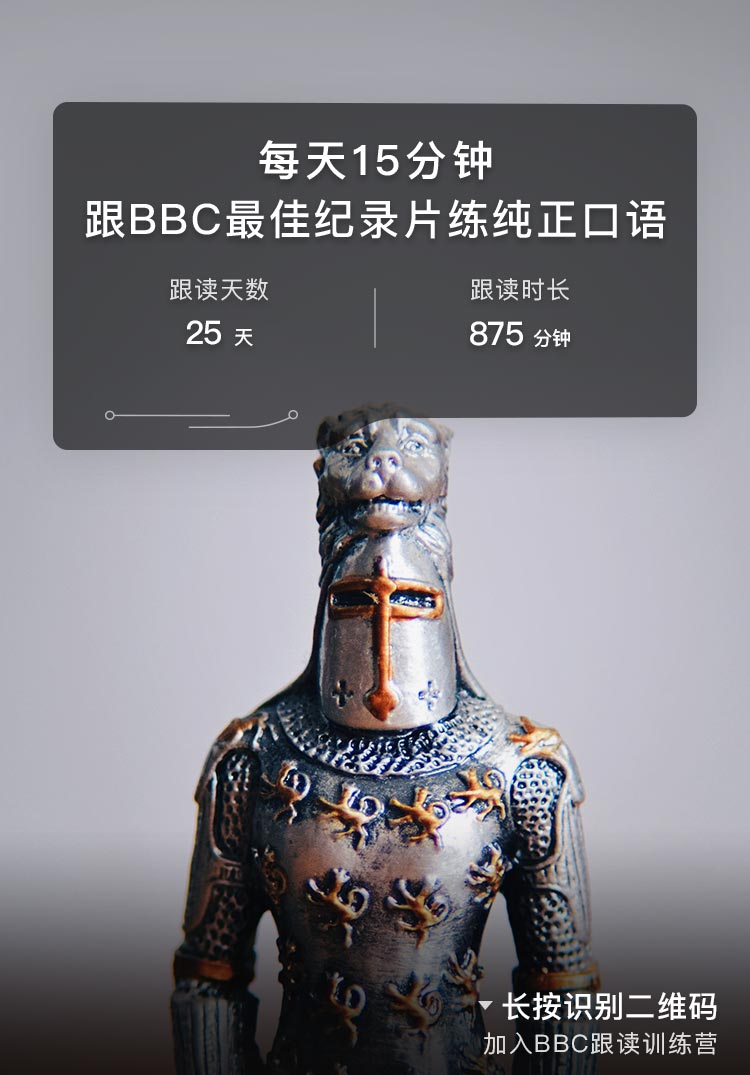 每天15分钟
跟BBC最佳纪录片练纯正口语
跟读天数
25 天
跟读时长
875 分钟
长按识别二维码
加入BBC跟读训练营